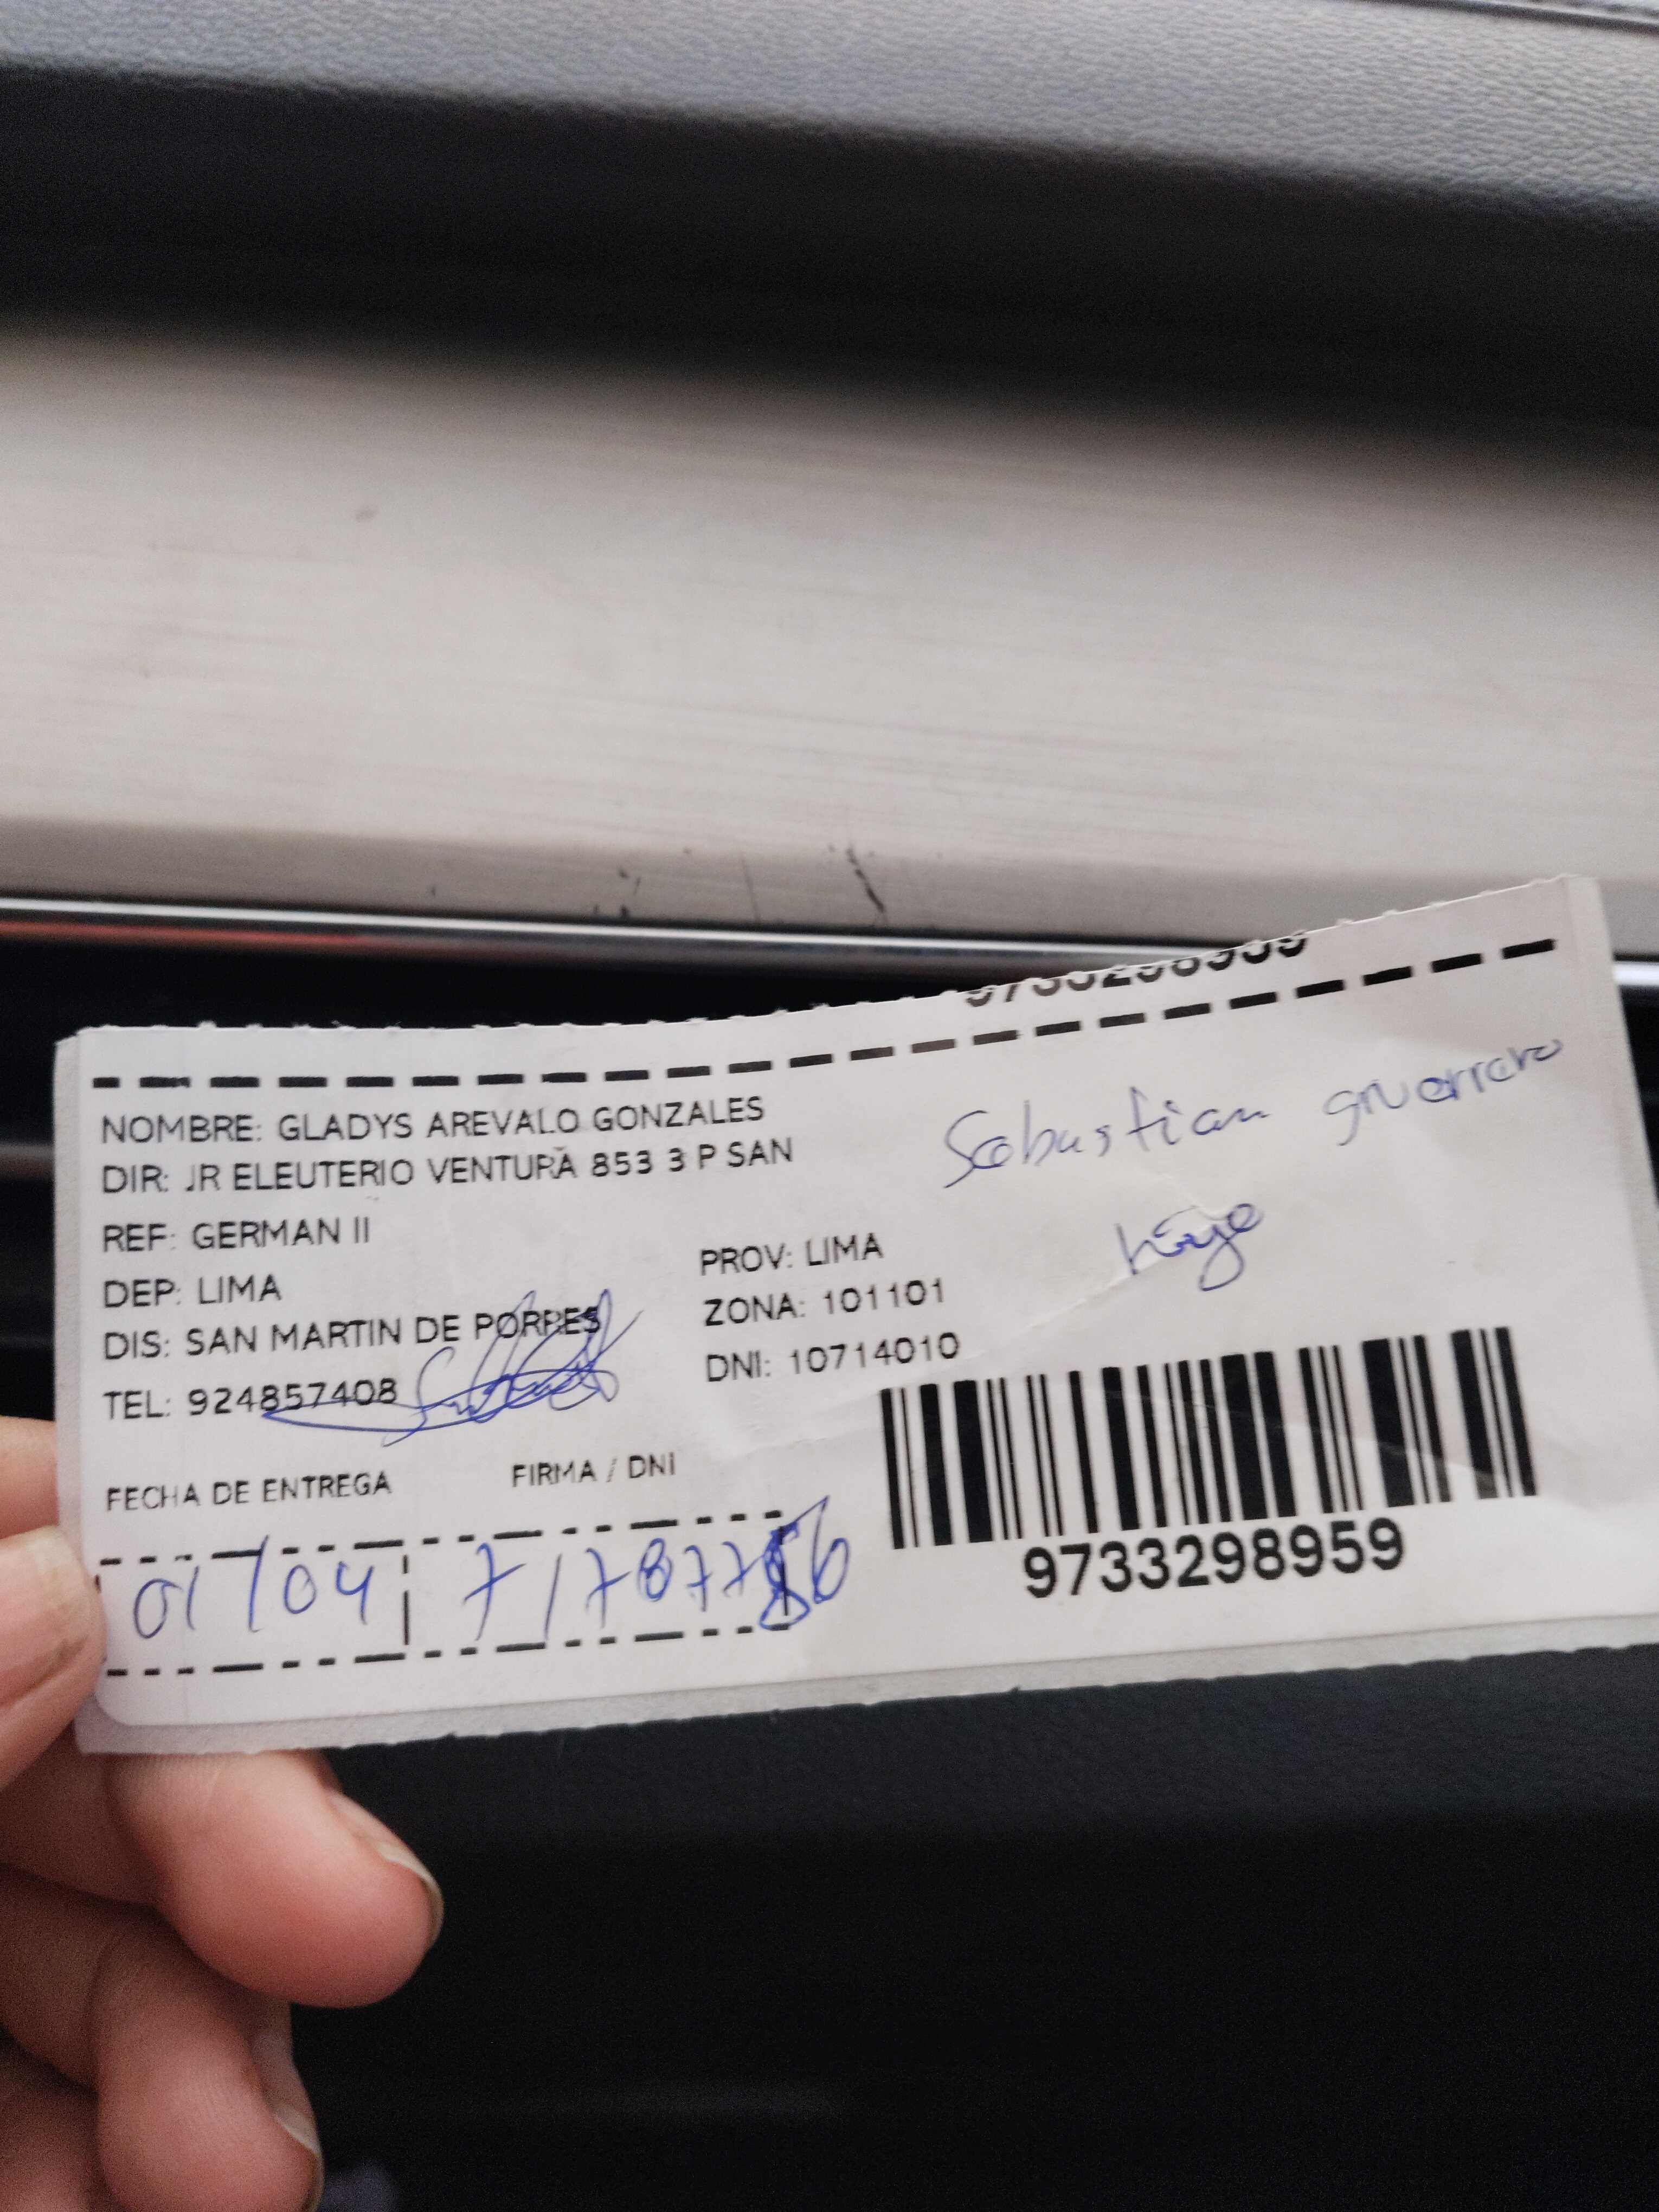 9733298959
NOMBRE: GLADYS AREVALO GONZALES
DIR: JR ELEUTERIO VENTURA 853 3 P SAN
REF: GERMAN II
DEP: LIMA
PROV: LIMA
DIS: SAN MARTIN DE PORRES
ZONA: 101101
TEL: 924857408
DNI: 10714010
Sebastian guerrero
hijo
FECHA DE ENTREGA
FIRMA / DNI
01/04
9733298959